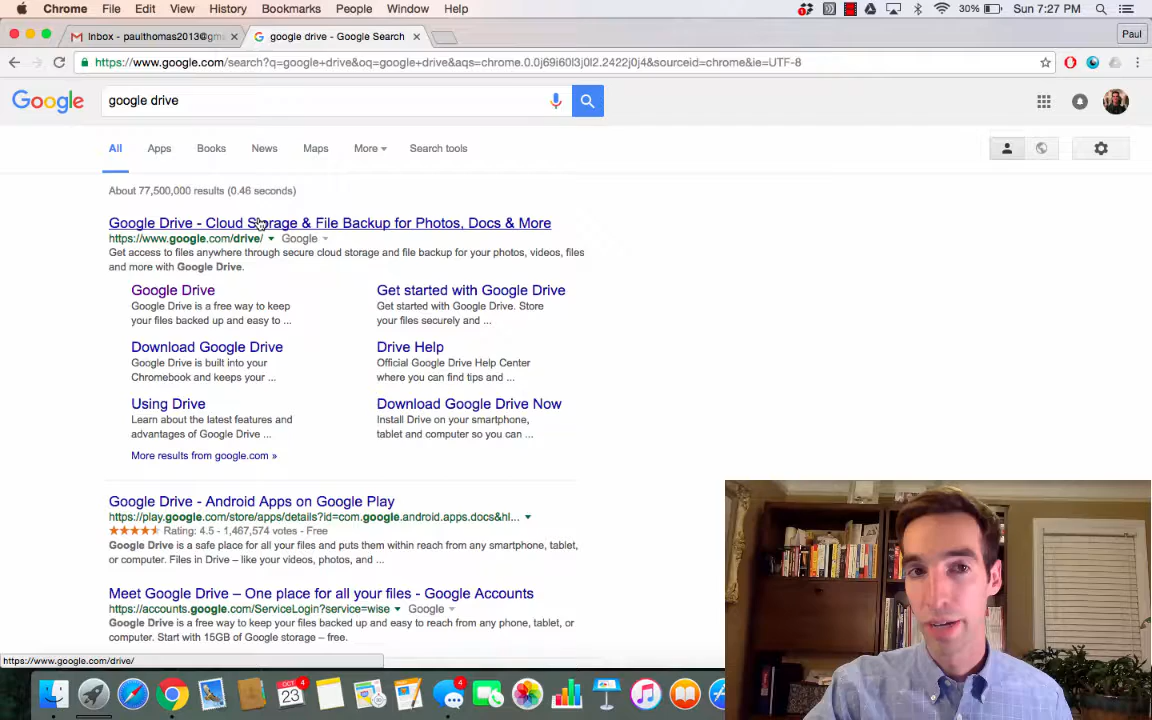 Chrome File Edit View History Bookmarks People Window Help 30% Sun 7:27 PM
Inbox - paulthomas2013@gm google drive - Google Search Paul
https://www.google.com/search?q=google+drive&oq=google+drive&aqs=chrome.0.0j69i60l3j0l2.2422j0j4&sourceid=chrome&ie=UTF-8
Google google drive
All Apps Books News Maps More Search tools
About 77,500,000 results (0.46 seconds)
Google Drive - Cloud Storage & File Backup for Photos, Docs & More
https://www.google.com/drive/ Google
Get access to files anywhere through secure cloud storage and file backup for your photos, videos, files
and more with Google Drive.
Google Drive
Google Drive is a free way to keep
your files backed up and easy to ...
Get started with Google Drive
Get started with Google Drive. Store
your files securely and ...
Download Google Drive
Google Drive is built into your
Chromebook and keeps your ...
Drive Help
Official Google Drive Help Center
where you can find tips and ...
Using Drive
Learn about the latest features and
advantages of Google Drive ...
Download Google Drive Now
Install Drive on your smartphone,
tablet and computer so you can ...
More results from google.com »
Google Drive - Android Apps on Google Play
https://play.google.com/store/apps/details?id=com.google.android.apps.docs&hl...
Rating: 4.5 - 1,467,574 votes - Free
Google Drive is a safe place for all your files and puts them within reach from any smartphone, tablet,
or computer. Files in Drive – like your videos, photos, and ...
Meet Google Drive – One place for all your files - Google Accounts
https://accounts.google.com/ServiceLogin?service=wise Google
Google Drive is a free way to keep your files backed up and easy to reach from any phone, tablet, or
computer. Start with 15GB of Google storage – free.
https://www.google.com/drive/
OCT 4
23
4